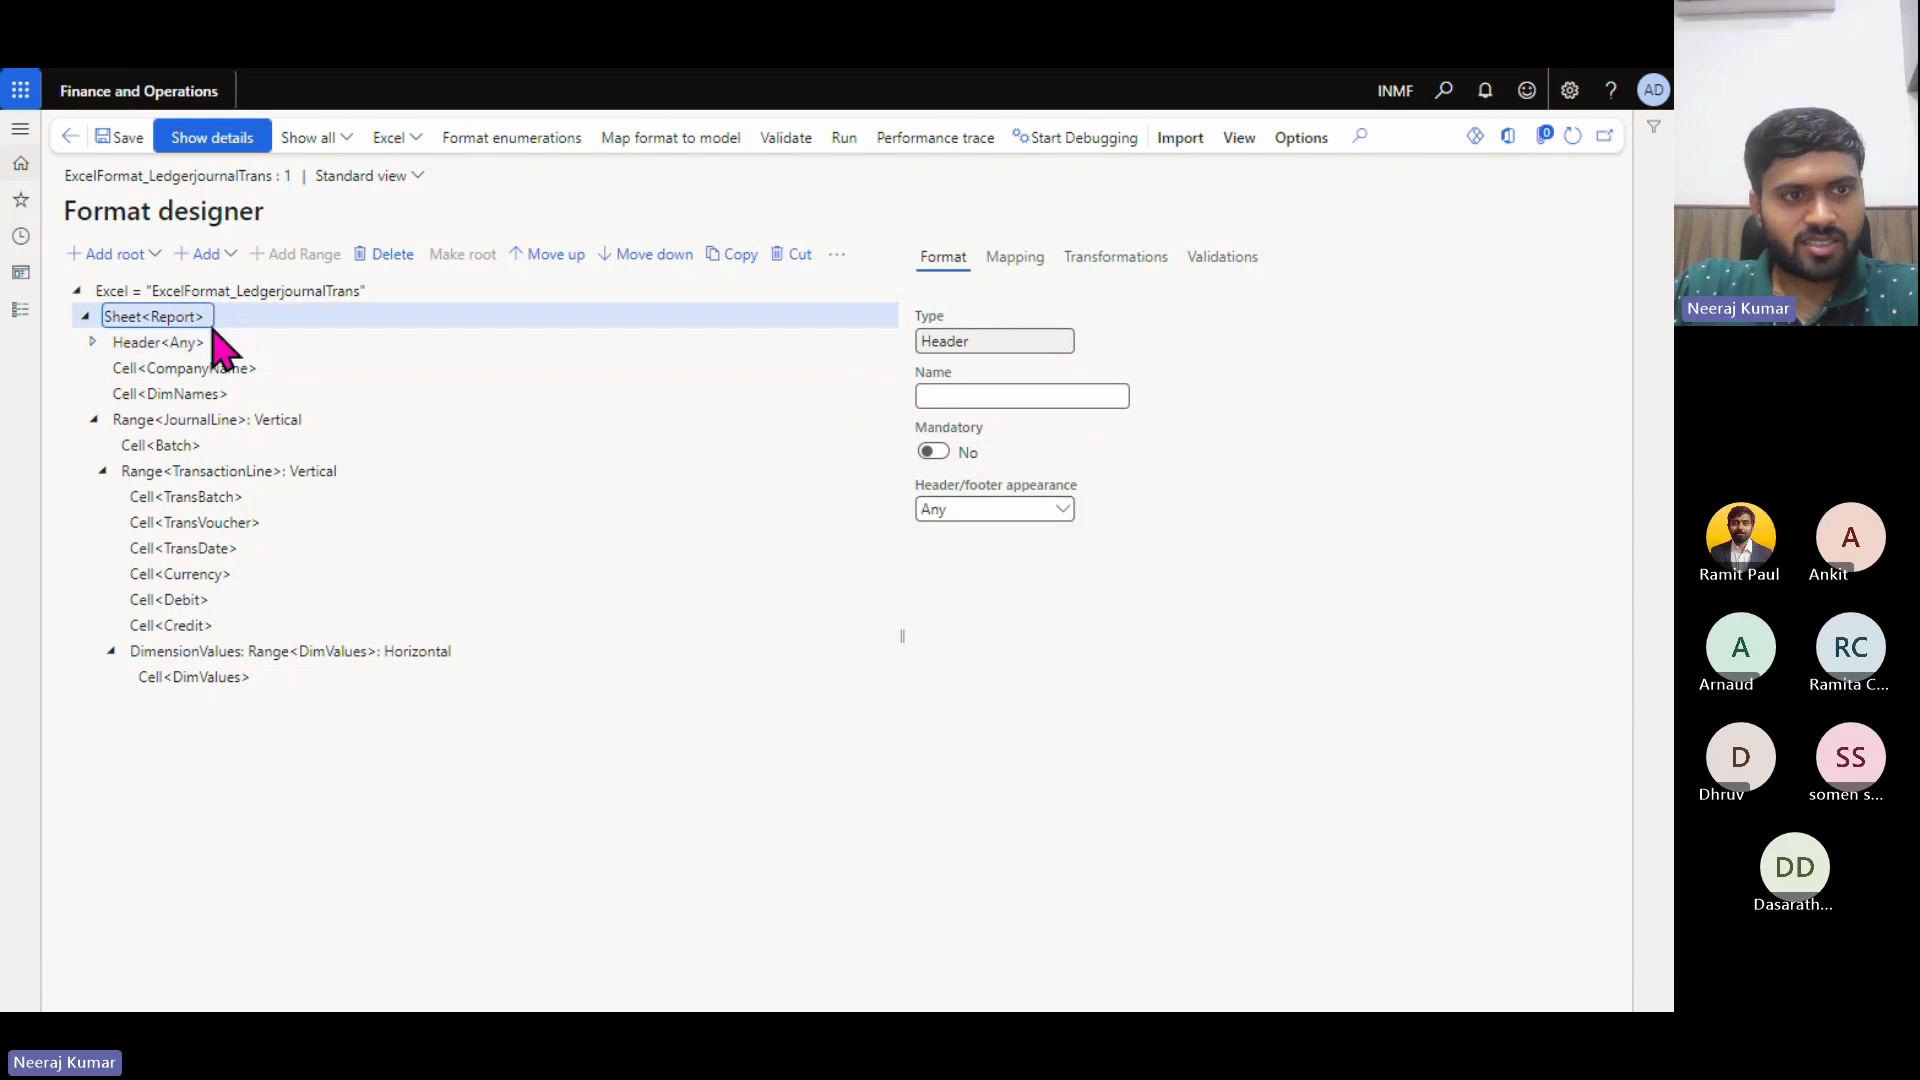 Finance and Operations
INMF
AD
Save
Show details
Show all
Excel
Format enumerations
Map format to model
Validate
Run
Performance trace
Start Debugging
Import
View
Options
0
ExcelFormat_LedgerjournalTrans : 1 | Standard view
Format designer
+ Add root
+ Add
+ Add Range
Delete
Make root
Move up
Move down
Copy
Cut
...
Format
Mapping
Transformations
Validations
Excel = "ExcelFormat_LedgerjournalTrans"
Sheet<Report>
Header<Any>
Cell<CompanyName>
Cell<DimNames>
Range<JournalLine>: Vertical
Cell<Batch>
Range<TransactionLine>: Vertical
Cell<TransBatch>
Cell<TransVoucher>
Cell<TransDate>
Cell<Currency>
Cell<Debit>
Cell<Credit>
DimensionValues: Range<DimValues>: Horizontal
Cell<DimValues>
Type
Header
Name
Mandatory
No
Header/footer appearance
Any
Neeraj Kumar
Ramit Paul
A
Ankit
A
Arnaud
RC
Ramita C...
D
Dhruv
SS
somen s...
DD
Dasarath...
Neeraj Kumar